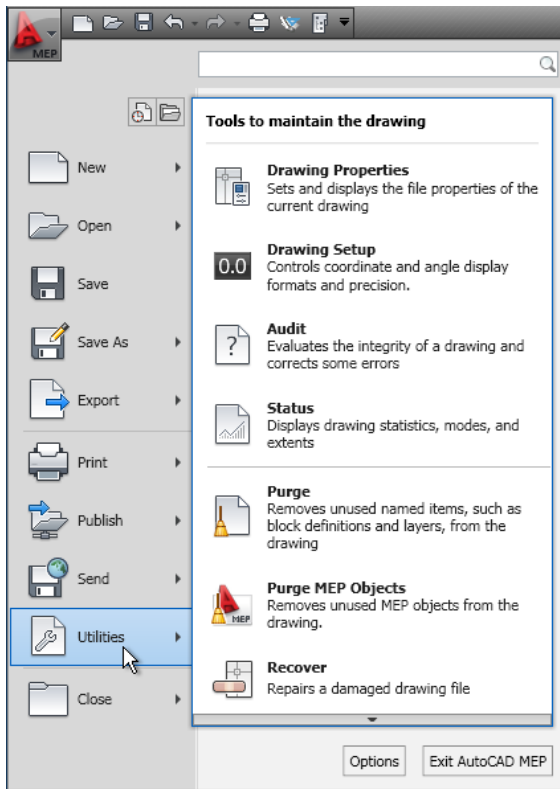 MEP
Tools to maintain the drawing
New
Open
Save
Save As
Export
Print
Publish
Send
Utilities
Close
Drawing Properties
Sets and displays the file properties of the
current drawing
0.0
Drawing Setup
Controls coordinate and angle display
formats and precision.
?
Audit
Evaluates the integrity of a drawing and
corrects some errors
Status
Displays drawing statistics, modes, and
extents
Purge
Removes unused named items, such as
block definitions and layers, from the
drawing
MEP
Purge MEP Objects
Removes unused MEP objects from the
drawing.
Recover
Repairs a damaged drawing file
Options
Exit AutoCAD MEP